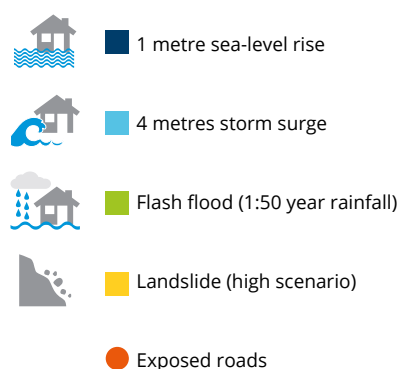 1 metre sea-level rise
4 metres storm surge
Flash flood (1:50 year rainfall)
Landslide (high scenario)
Exposed roads